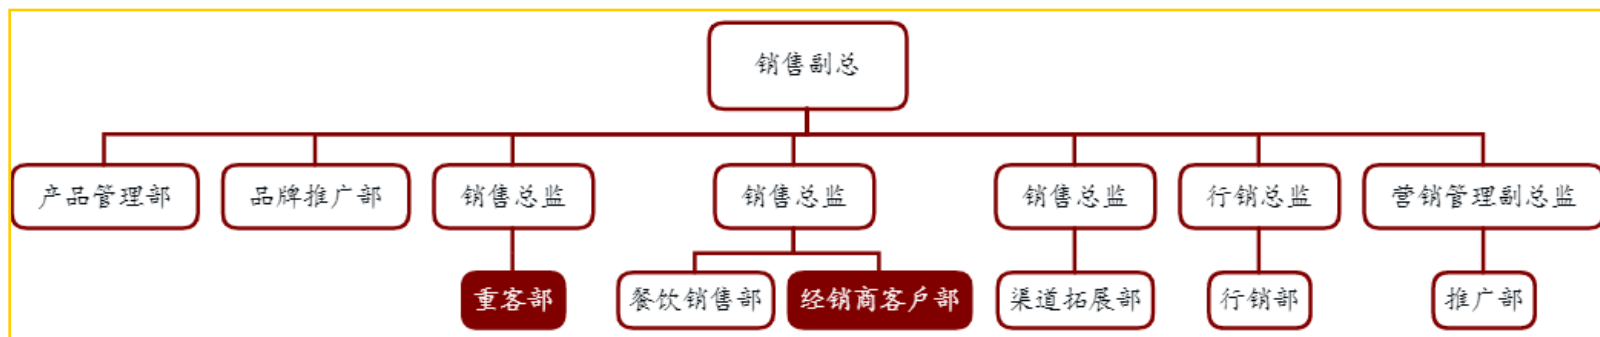 销售副总
产品管理部
品牌推广部
销售总监
销售总监
销售总监
行销总监
营销管理副总监
重客部
餐饮销售部
经销商客户部
渠道拓展部
行销部
推广部